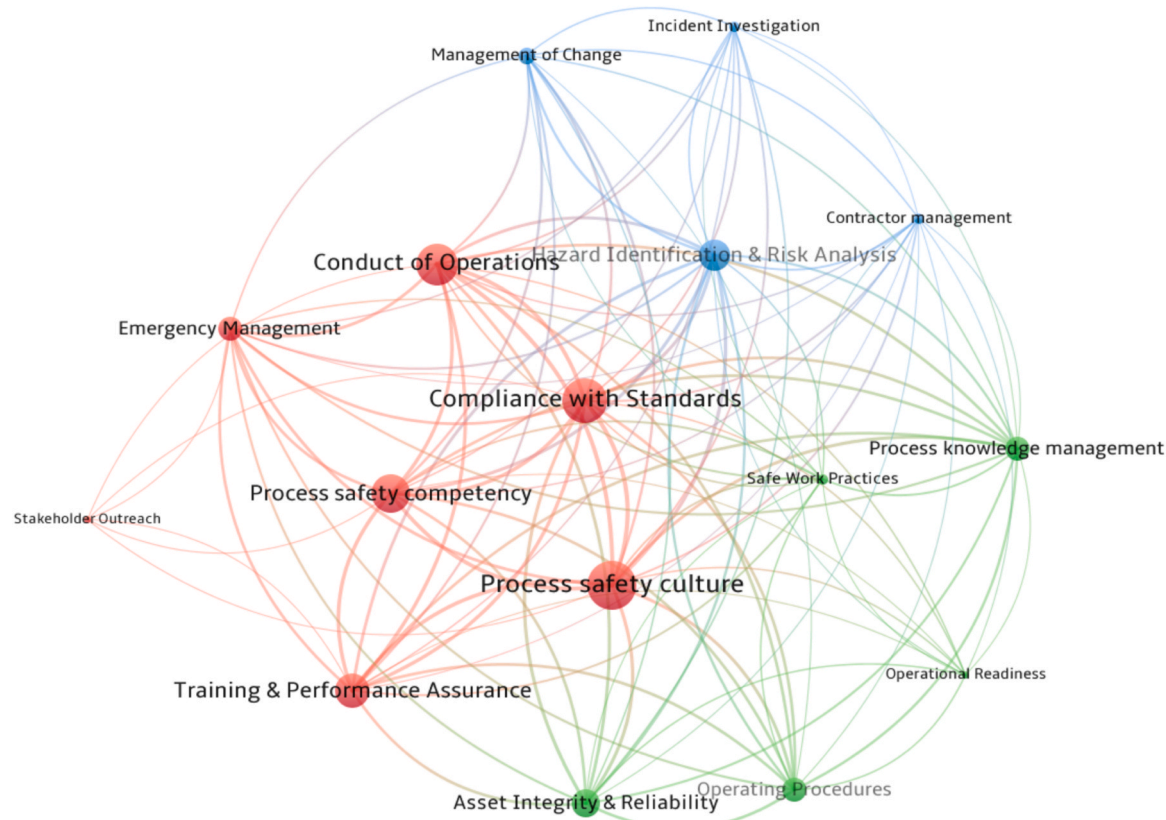 Incident Investigation
Management of Change
Contractor management
Hazard Identification & Risk Analysis
Conduct of Operations
Emergency Management
Compliance with Standards
Process knowledge management
Safe Work Practices
Process safety competency
Stakeholder Outreach
Process safety culture
Operational Readiness
Training & Performance Assurance
Operating Procedures
Asset Integrity & Reliability